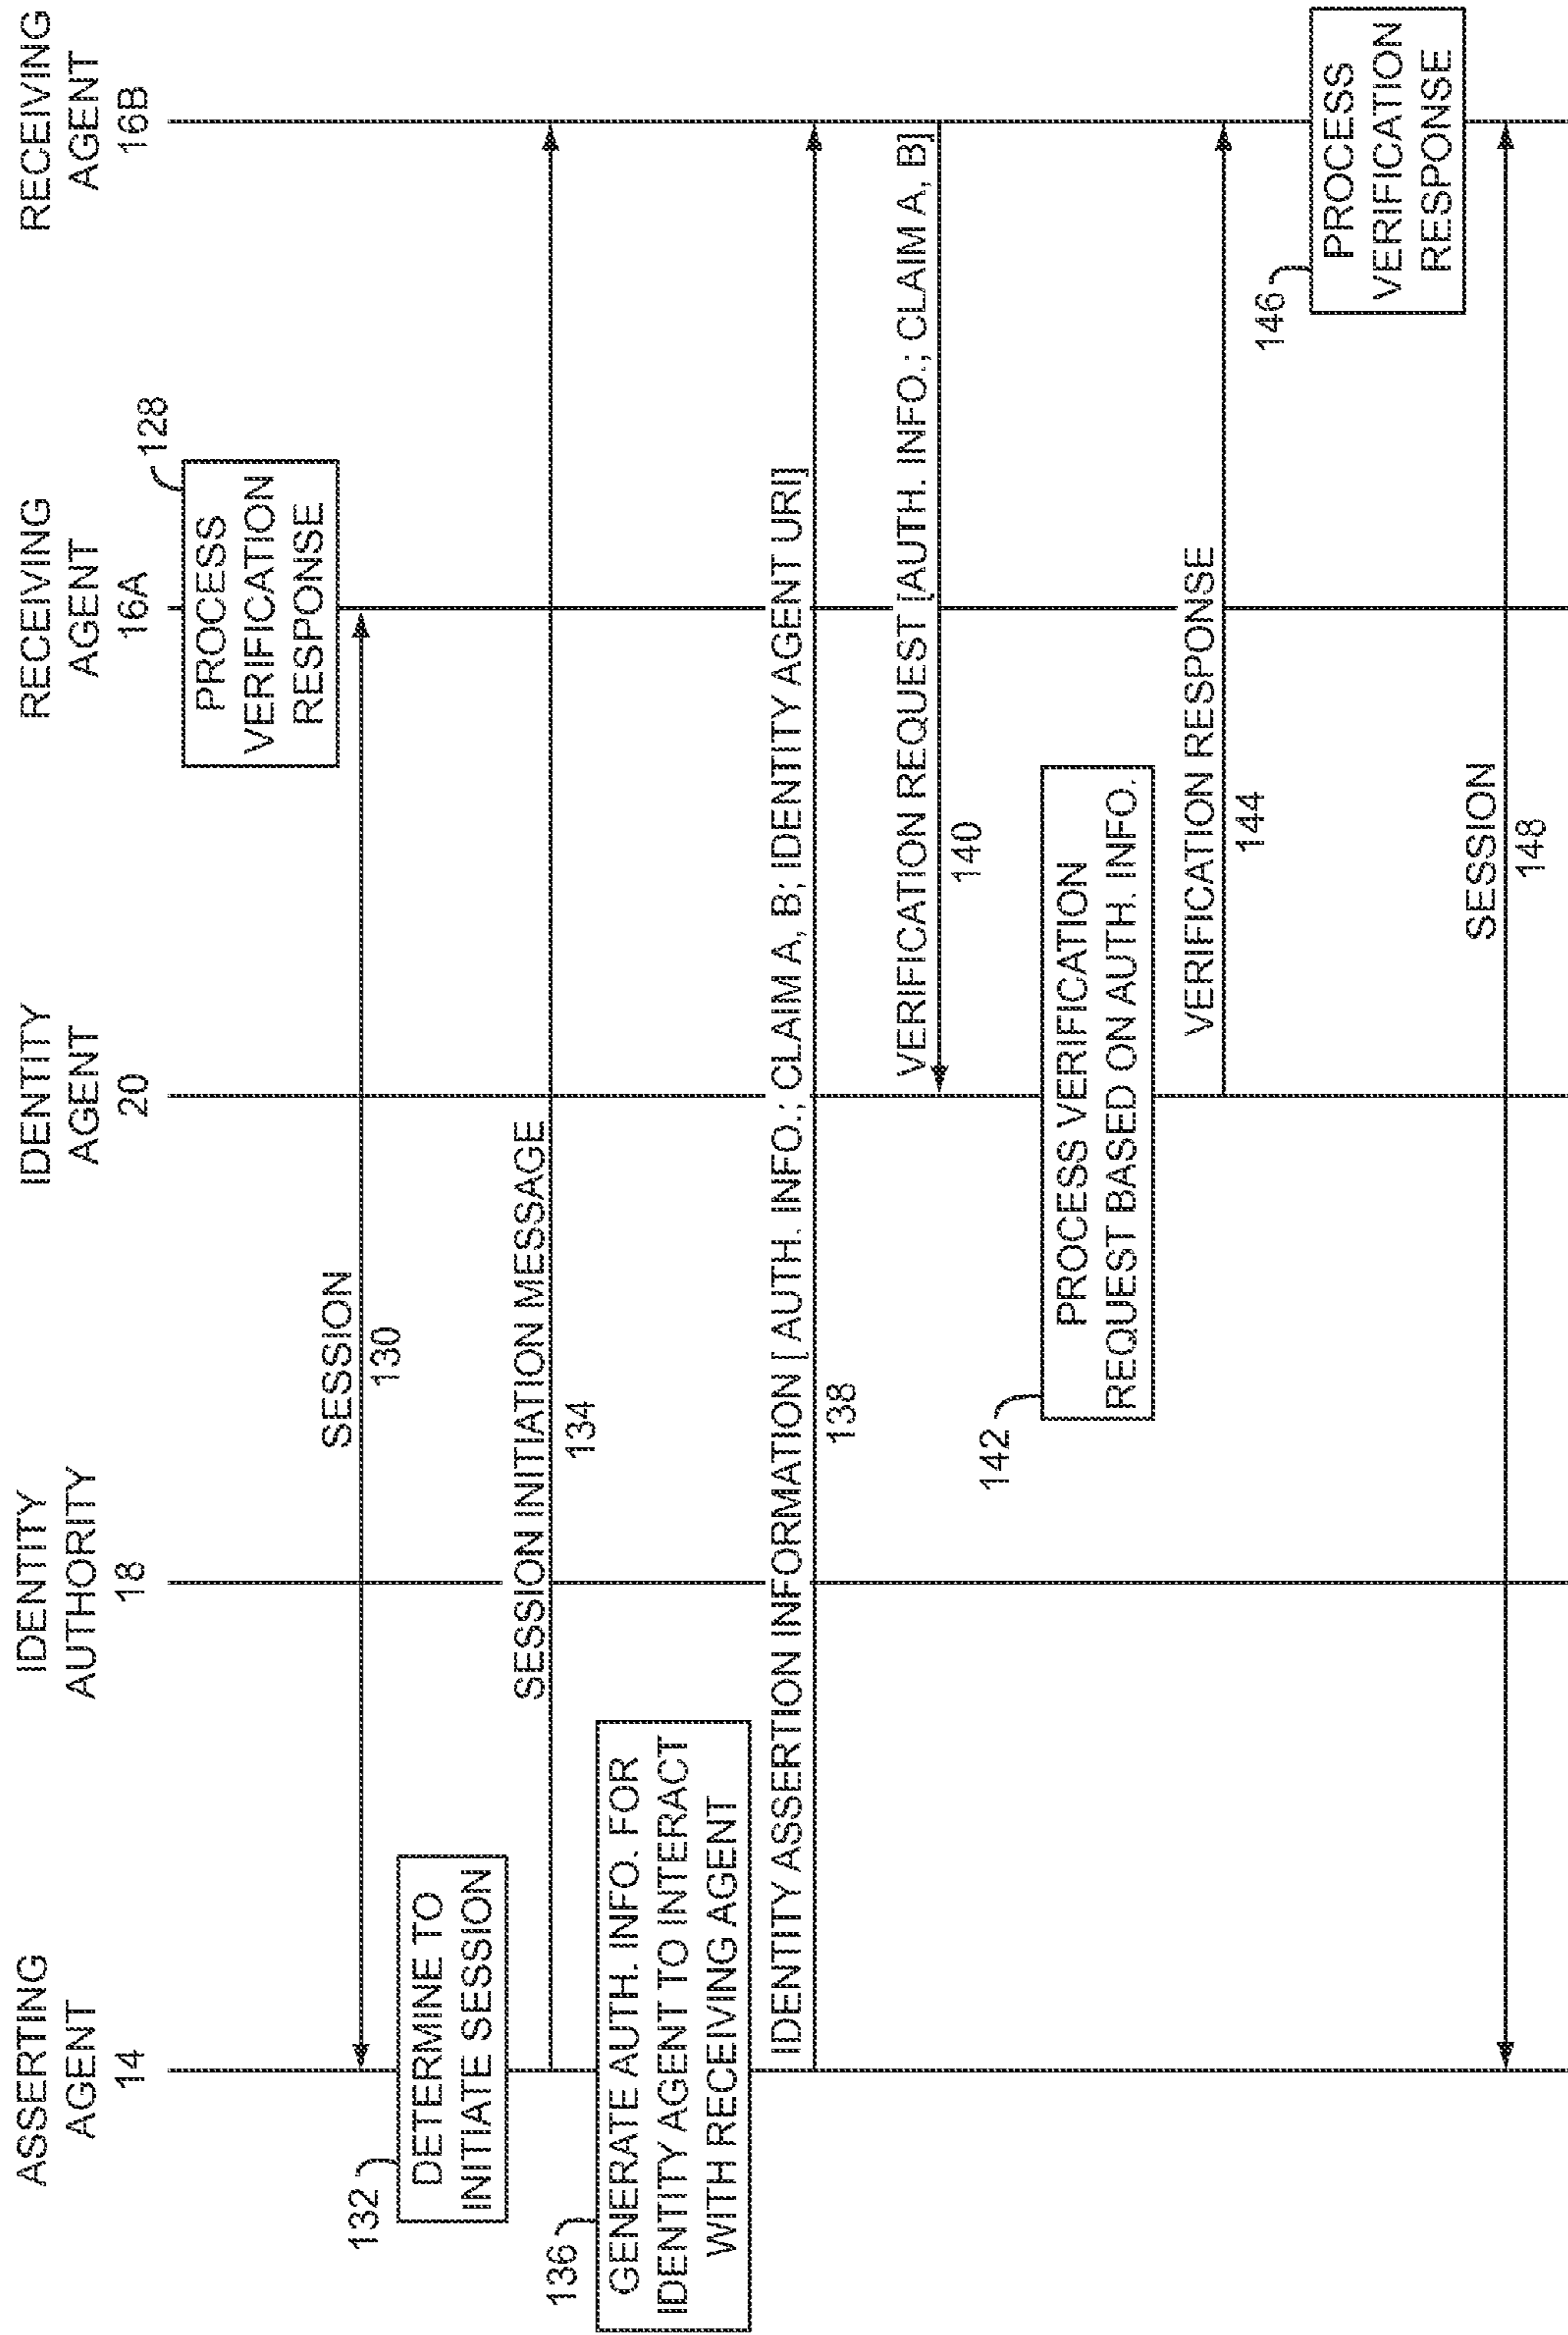 ASSERTING
AGENT
14
IDENTITY
AUTHORITY
18
IDENTITY
AGENT
20
RECEIVING
AGENT
16A
RECEIVING
AGENT
16B
PROCESS
VERIFICATION
RESPONSE
128
SESSION
130
132
DETERMINE TO
INITIATE SESSION
SESSION INITIATION MESSAGE
134
136
GENERATE AUTH. INFO. FOR
IDENTITY AGENT TO INTERACT
WITH RECEIVING AGENT
IDENTITY ASSERTION INFORMATION [ AUTH. INFO.; CLAIM A, B; IDENTITY AGENT URI]
138
VERIFICATION REQUEST [AUTH. INFO.; CLAIM A, B]
140
142
PROCESS VERIFICATION
REQUEST BASED ON AUTH. INFO.
VERIFICATION RESPONSE
144
146
PROCESS
VERIFICATION
RESPONSE
SESSION
148